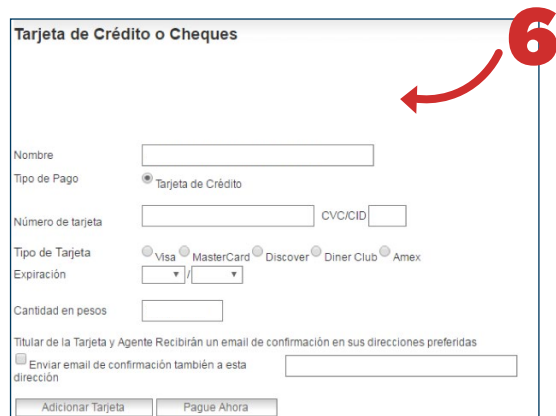 Tarjeta de Crédito o Cheques
6
Nombre
Tipo de Pago
Tarjeta de Crédito
Número de tarjeta
CVC/CID
Tipo de Tarjeta
Visa MasterCard Discover Diner Club Amex
Expiración
/
Cantidad en pesos
Titular de la Tarjeta y Agente Recibirán un email de confirmación en sus direcciones preferidas
Enviar email de confirmación también a esta
dirección
Adicionar Tarjeta Pague Ahora